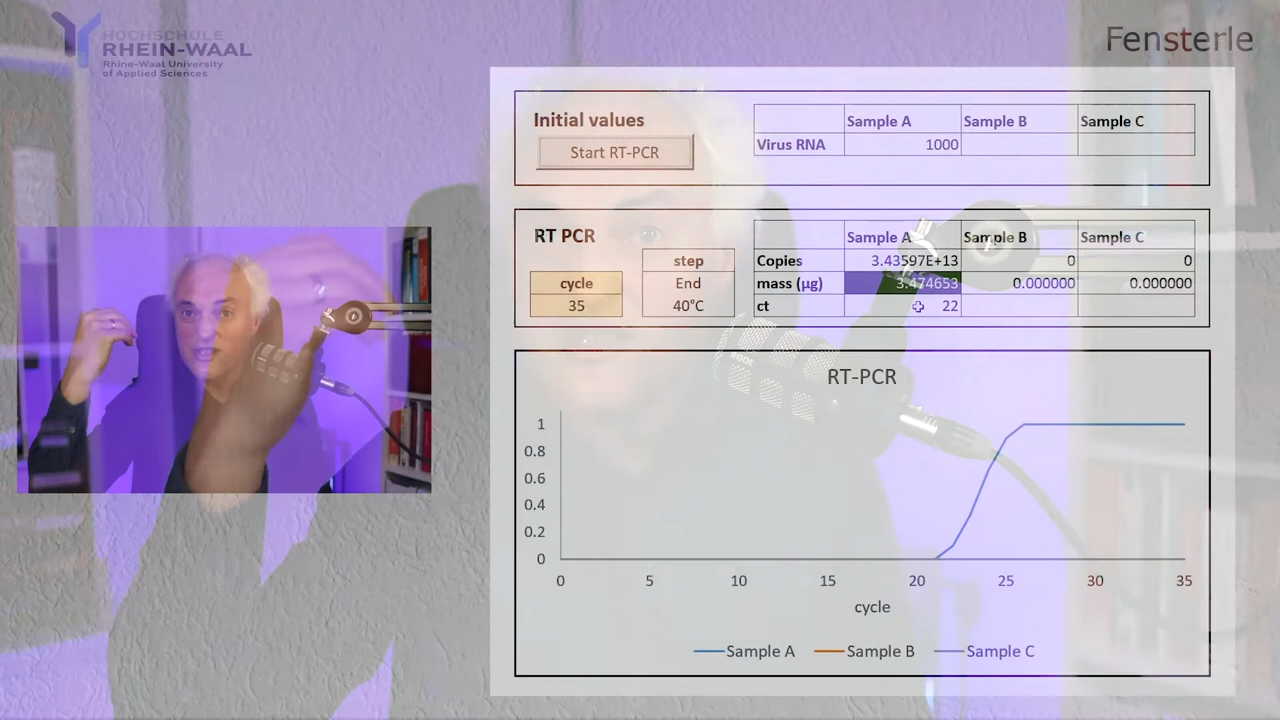 HOCHSCHULE
RHEIN-WAAL
Rhine-Waal University
of Applied Sciences
Fensterle
Initial values
Start RT-PCR
Sample A Sample B Sample C
Virus RNA 1000
RT PCR
cycle
35
step
End
40°C
Sample A Sample B Sample C
Copies 3.43597E+13 0 0
mass (µg) 3.474653 0.000000 0.000000
ct 22
RODE
RT-PCR
1
0.8
0.6
0.4
0.2
0
0 5 10 15 20 25 30 35
cycle
Sample A Sample B Sample C